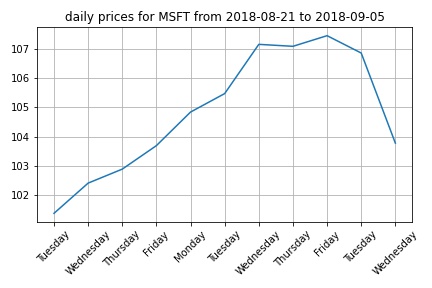 daily prices for MSFT from 2018-08-21 to 2018-09-05
107
106
105
104
103
102
Tuesday
Wednesday
Thursday
Friday
Monday
Tuesday
Wednesday
Thursday
Friday
Tuesday
Wednesday